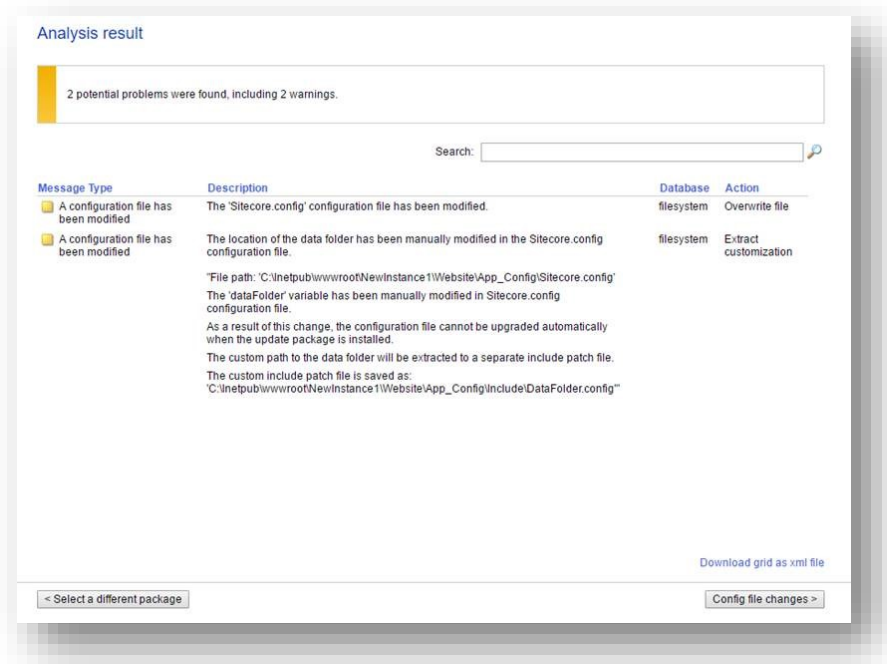 Analysis result
2 potential problems were found, including 2 warnings.
Search:
Message Type Description Database Action
A configuration file has The 'Sitecore.config' configuration file has been modified. filesystem Overwrite file
been modified
A configuration file has The location of the data folder has been manually modified in the Sitecore.config filesystem Extract
been modified configuration file. customization
"File path: 'C:\Inetpub\wwwroot\NewInstance1\Website\App_Config\Sitecore.config'
The 'dataFolder' variable has been manually modified in Sitecore.config
configuration file.
As a result of this change, the configuration file cannot be upgraded automatically
when the update package is installed.
The custom path to the data folder will be extracted to a separate include patch file.
The custom include patch file is saved as:
'C:\Inetpub\wwwroot\NewInstance1\Website\App_Config\Include\DataFolder.config'"
Download grid as xml file
< Select a different package Config file changes >